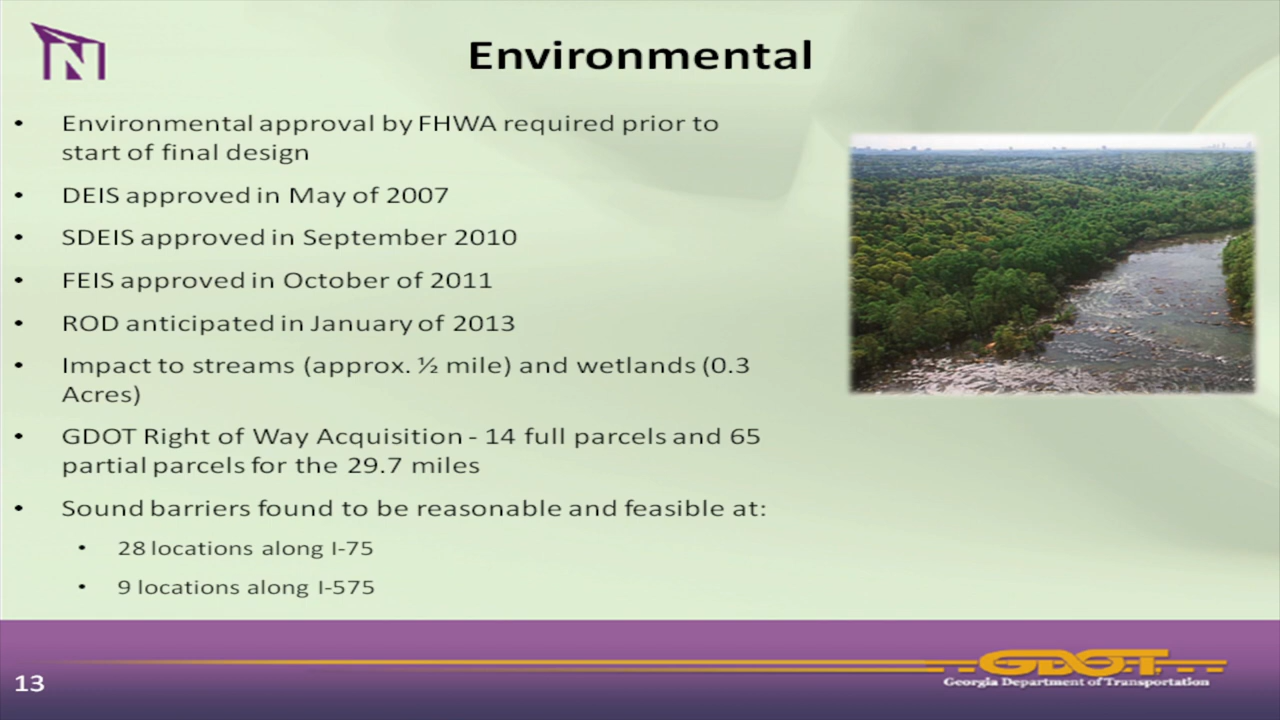 Environmental
• Environmental approval by FHWA required prior to
start of final design
• DEIS approved in May of 2007
• SDEIS approved in September 2010
• FEIS approved in October of 2011
• ROD anticipated in January of 2013
• Impact to streams (approx. ½ mile) and wetlands (0.3
Acres)
• GDOT Right of Way Acquisition - 14 full parcels and 65
partial parcels for the 29.7 miles
• Sound barriers found to be reasonable and feasible at:
• 28 locations along I-75
• 9 locations along I-575
13
GDOT
Georgia Department of Transportation